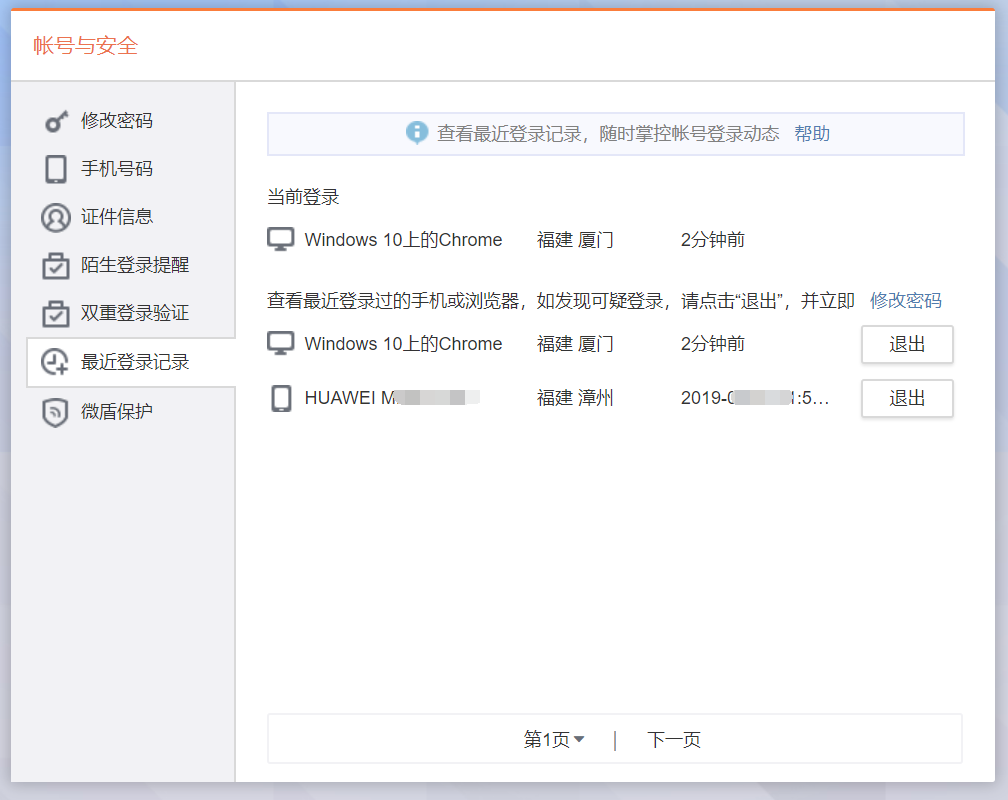 帐号与安全
修改密码
手机号码
证件信息
陌生登录提醒
双重登录验证
最近登录记录
微盾保护
查看最近登录记录，随时掌控帐号登录动态 帮助
当前登录
Windows 10上的Chrome 福建 厦门 2分钟前
查看最近登录过的手机或浏览器，如发现可疑登录，请点击“退出”，并立即 修改密码
Windows 10上的Chrome 福建 厦门 2分钟前 退出
HUAWEI 福建 漳州 2019- :5... 退出
第1页 | 下一页